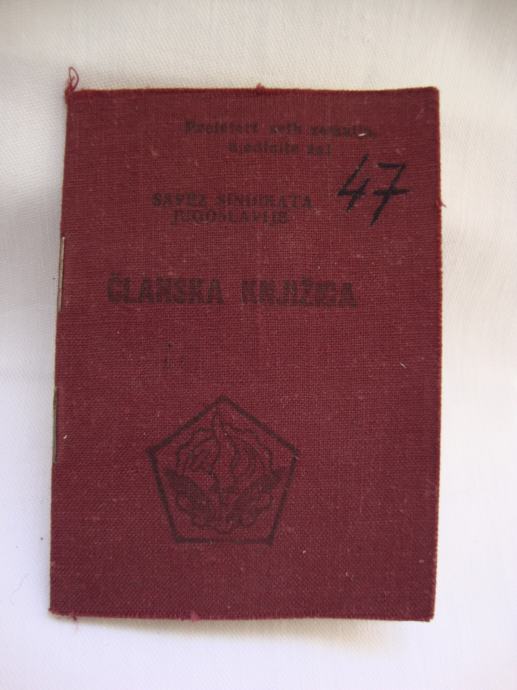 Proleteri svih zemalja,
ujedinite se!
47
SAVEZ SINDIKATA
JUGOSLAVIJE
ČLANSKA KNJIŽICA